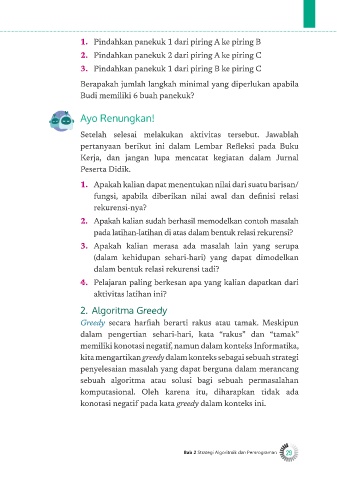 1. Pindahkan panekuk 1 dari piring A ke piring B
2. Pindahkan panekuk 2 dari piring A ke piring C
3. Pindahkan panekuk 1 dari piring B ke piring C
Berapakah jumlah langkah minimal yang diperlukan apabila
Budi memiliki 6 buah panekuk?
Ayo Renungkan!
Setelah selesai melakukan aktivitas tersebut. Jawablah
pertanyaan berikut ini dalam Lembar Refleksi pada Buku
Kerja, dan jangan lupa mencatat kegiatan dalam Jurnal
Peserta Didik.
1. Apakah kalian dapat menentukan nilai dari suatu barisan/
fungsi, apabila diberikan nilai awal dan definisi relasi
rekurensi-nya?
2. Apakah kalian sudah berhasil memodelkan contoh masalah
pada latihan-latihan di atas dalam bentuk relasi rekurensi?
3. Apakah kalian merasa ada masalah lain yang serupa
(dalam kehidupan sehari-hari) yang dapat dimodelkan
dalam bentuk relasi rekurensi tadi?
4. Pelajaran paling berkesan apa yang kalian dapatkan dari
aktivitas latihan ini?
2. Algoritma Greedy
Greedy secara harfiah berarti rakus atau tamak. Meskipun
dalam pengertian sehari-hari, kata “rakus” dan “tamak”
memiliki konotasi negatif, namun dalam konteks Informatika,
kita mengartikan greedy dalam konteks sebagai sebuah strategi
penyelesaian masalah yang dapat berguna dalam merancang
sebuah algoritma atau solusi bagi sebuah permasalahan
komputasional. Oleh karena itu, diharapkan tidak ada
konotasi negatif pada kata greedy dalam konteks ini.
Bab 2 Strategi Algoritmik dan Pemrograman 29